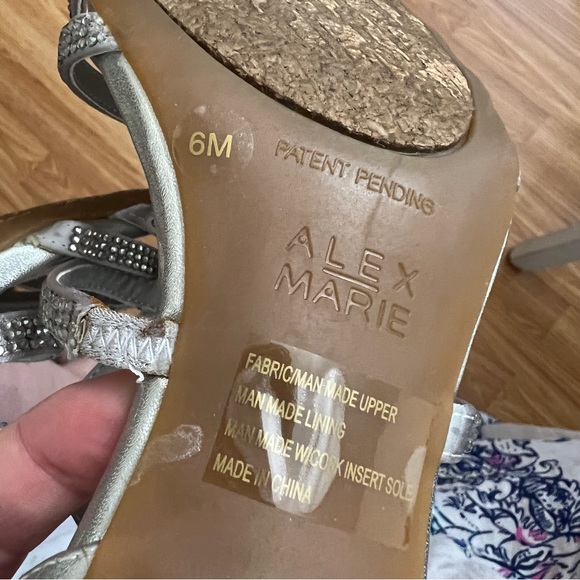 6M
PATENT PENDING
ALEX
MARIE
FABRIC/MAN MADE UPPER
MAN MADE LINING
MAN MADE W/CORK INSERT SOLE
MADE IN CHINA